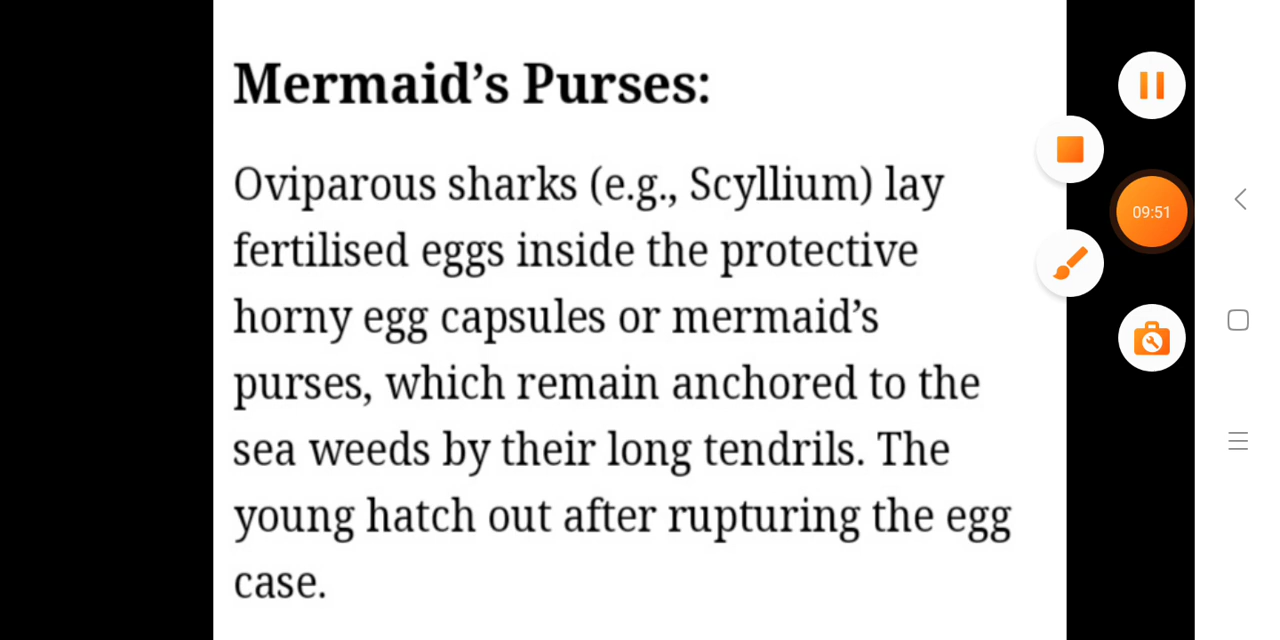 Mermaid’s Purses:
Oviparous sharks (e.g., Scyllium) lay
fertilised eggs inside the protective
horny egg capsules or mermaid’s
purses, which remain anchored to the
sea weeds by their long tendrils. The
young hatch out after rupturing the egg
case.
09:51